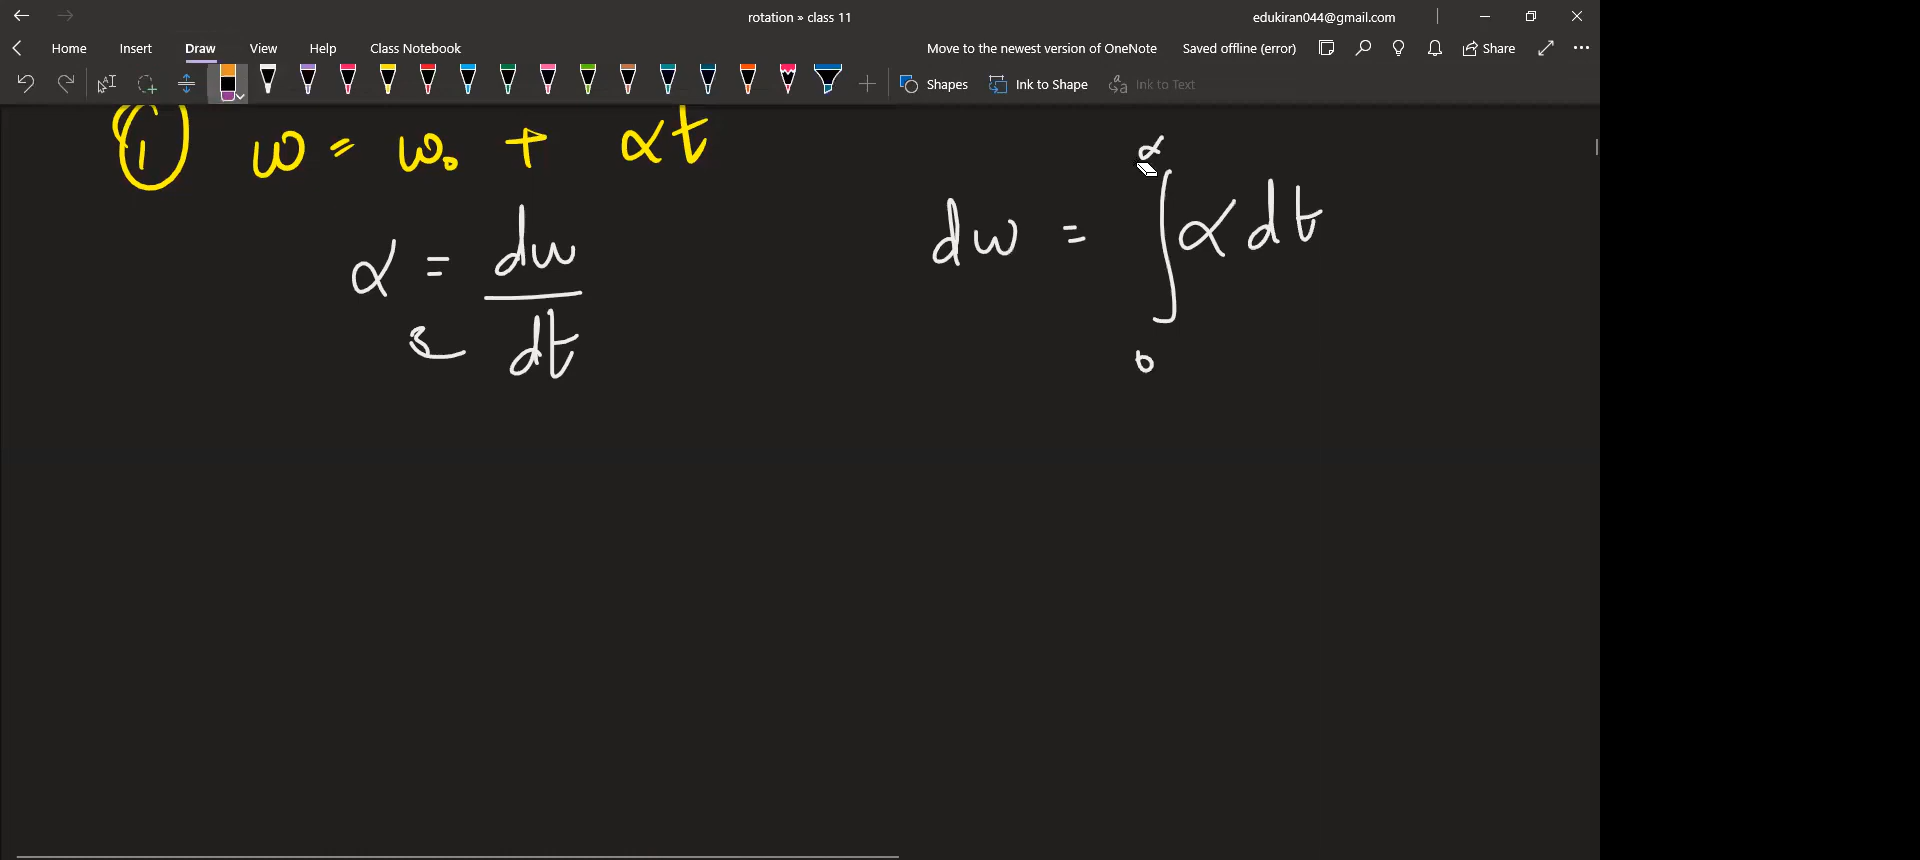 rotation » class 11
edukiran044@gmail.com
Home Insert Draw View Help Class Notebook
Move to the newest version of OneNote Saved offline (error) Share
Shapes Ink to Shape Ink to Text
① ω = ω₀ + αt
α = dω/dt
dω = ∫₀^α α dt